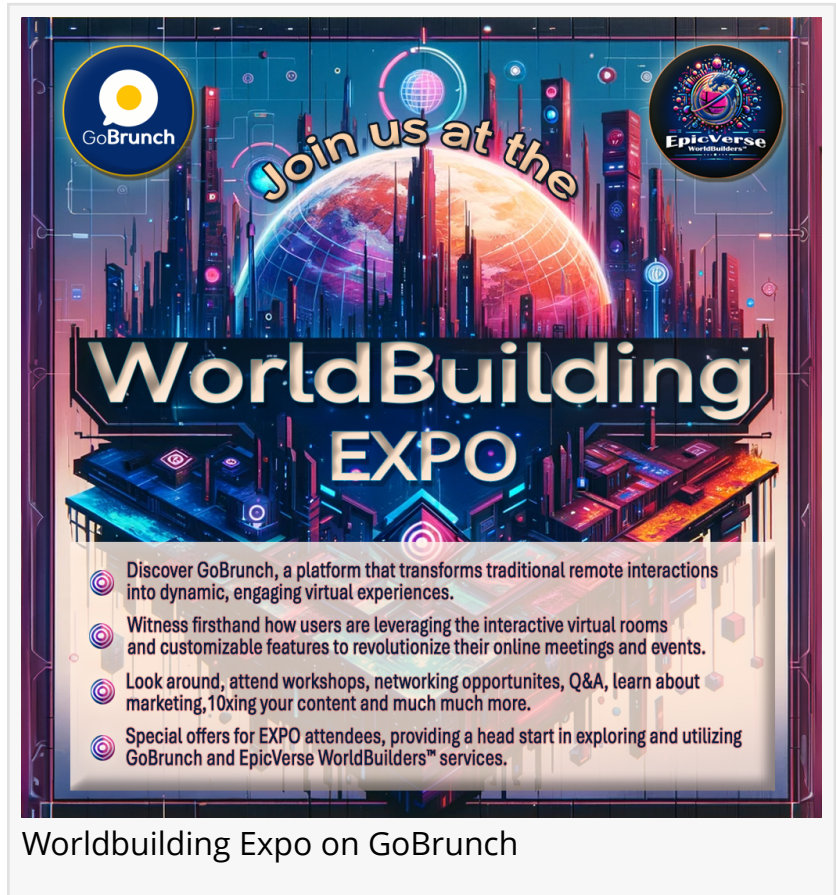 GoBrunch
EpicVerse
WorldBuilders™
Join us at the
WorldBuilding
EXPO
Discover GoBrunch, a platform that transforms traditional remote interactions
into dynamic, engaging virtual experiences.
Witness firsthand how users are leveraging the interactive virtual rooms
and customizable features to revolutionize their online meetings and events.
Look around, attend workshops, networking opportunites, Q&A, learn about
marketing,10xing your content and much much more.
Special offers for EXPO attendees, providing a head start in exploring and utilizing
GoBrunch and EpicVerse WorldBuilders™ services.
Worldbuilding Expo on GoBrunch